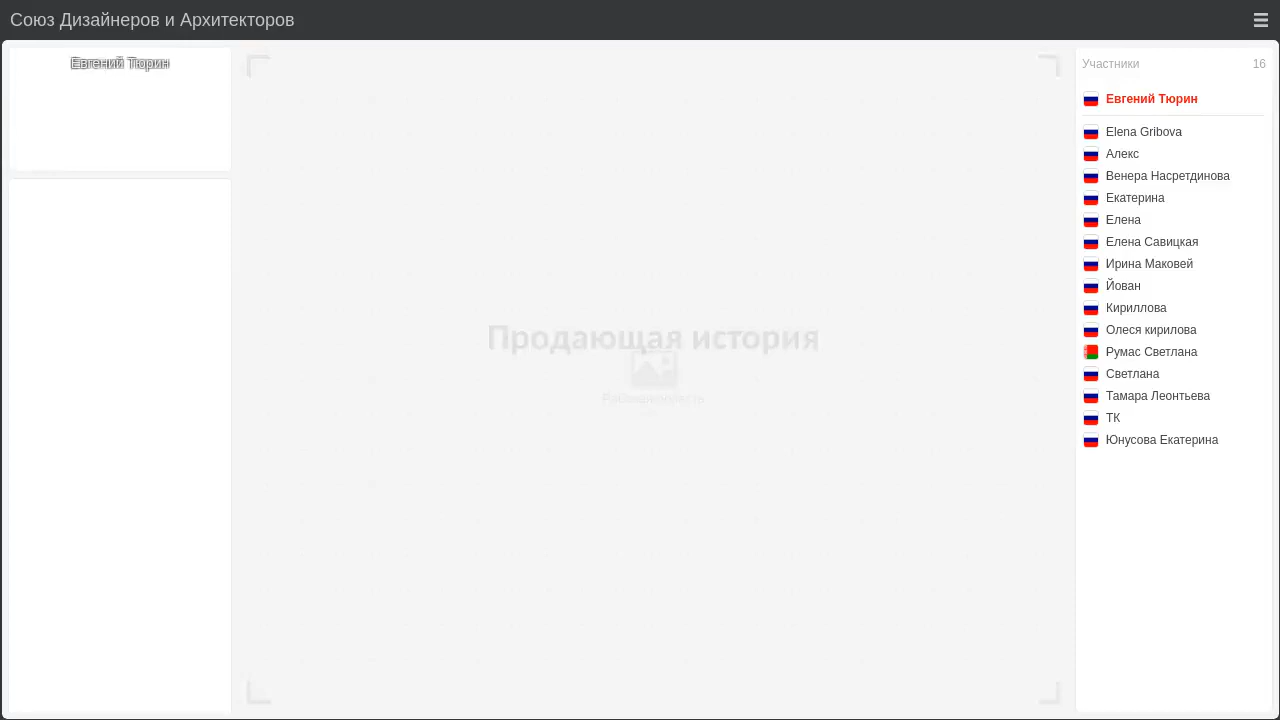 Союз Дизайнеров и Архитекторов
Евгений Тюрин
Продающая история
Участники 16
Евгений Тюрин
Elena Gribova
Алекс
Венера Насретдинова
Екатерина
Елена
Елена Савицкая
Ирина Маковей
Йован
Кириллова
Олеся кирилова
Румас Светлана
Светлана
Тамара Леонтьева
ТК
Юнусова Екатерина